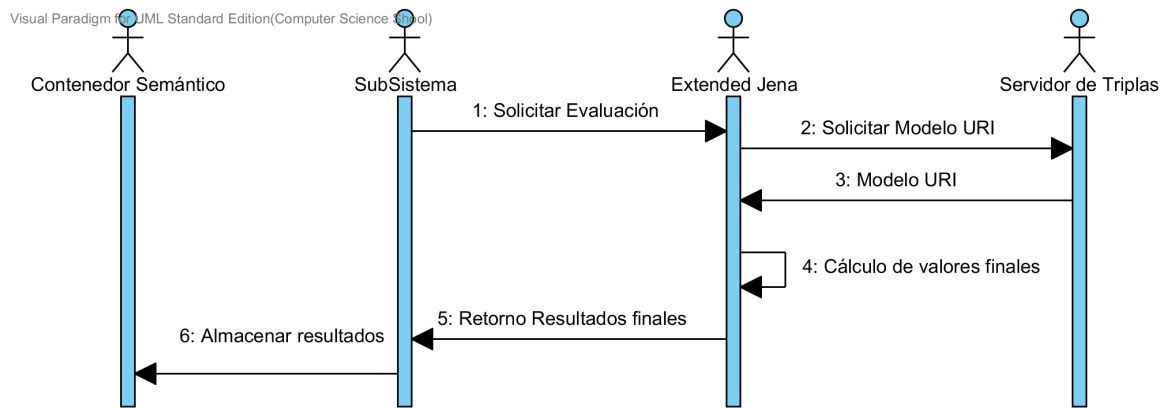 Visual Paradigm for UML Standard Edition(Computer Science Shool)
Contenedor Semántico
SubSistema
Extended Jena
Servidor de Triplas
1: Solicitar Evaluación
2: Solicitar Modelo URI
3: Modelo URI
4: Cálculo de valores finales
5: Retorno Resultados finales
6: Almacenar resultados